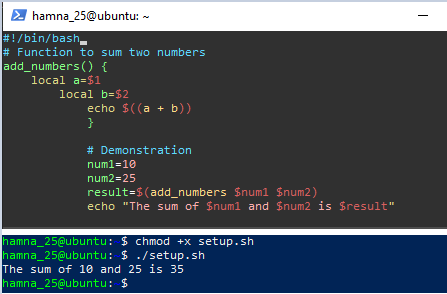 hamna_25@ubuntu: ~
#!/bin/bash
# Function to sum two numbers
add_numbers() {
    local a=$1
        local b=$2
            echo $((a + b))
            }

            # Demonstration
            num1=10
            num2=25
            result=$(add_numbers $num1 $num2)
            echo "The sum of $num1 and $num2 is $result"
hamna_25@ubuntu: $ chmod +x setup.sh
hamna_25@ubuntu: $ ./setup.sh
The sum of 10 and 25 is 35
hamna_25@ubuntu: $